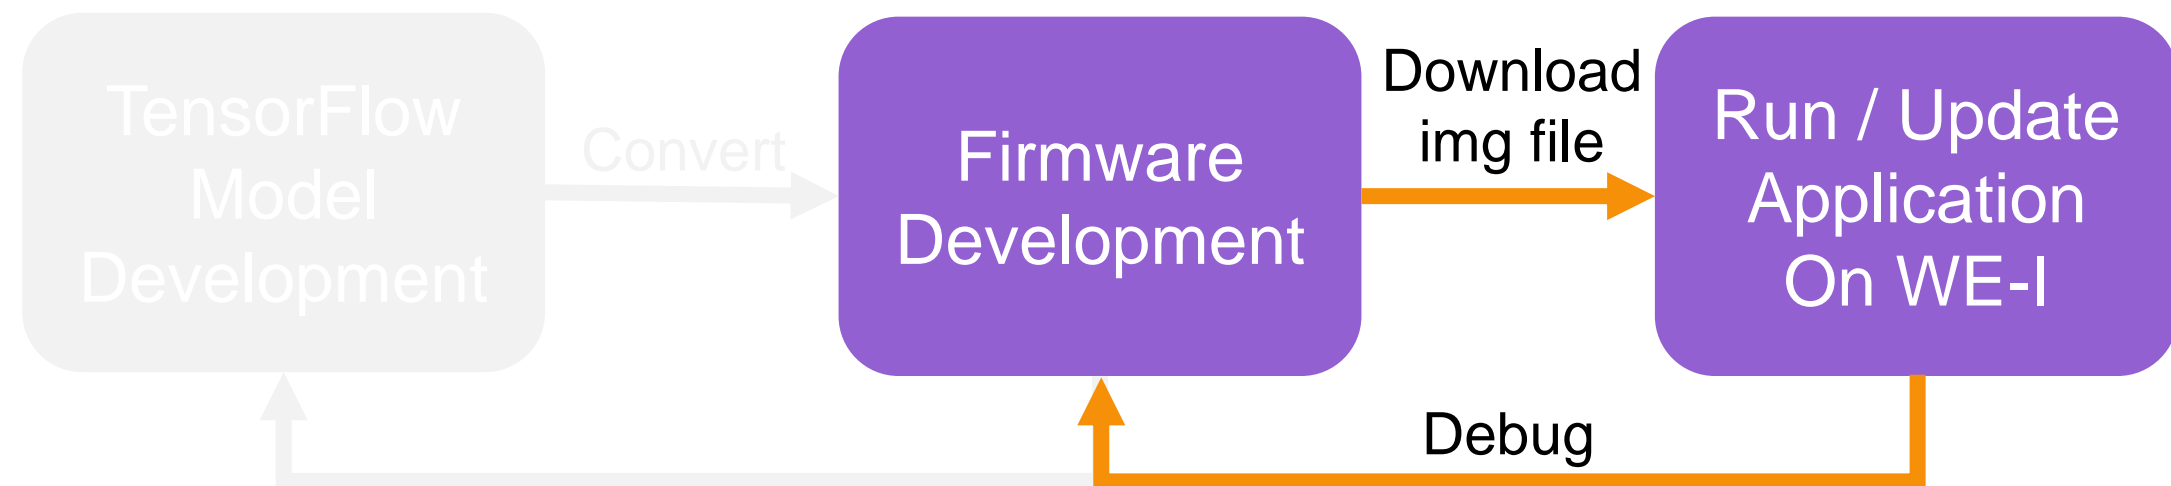 TensorFlow
Model
Development
Convert
Firmware
Development
Download
img file
Run / Update
Application
On WE-I
Debug